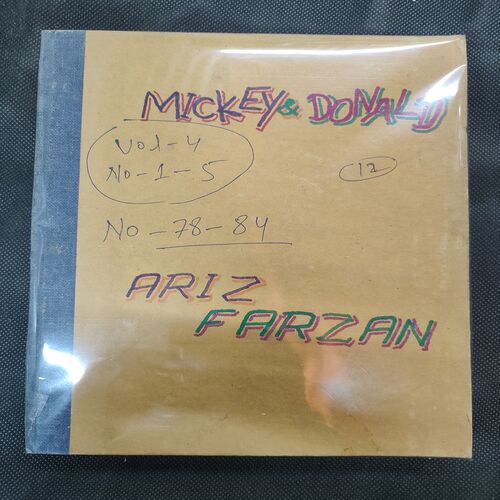 MICKEY & DONALD
Vol-4
No-1-5
12
No-78-84
ARIZ
FARZAN